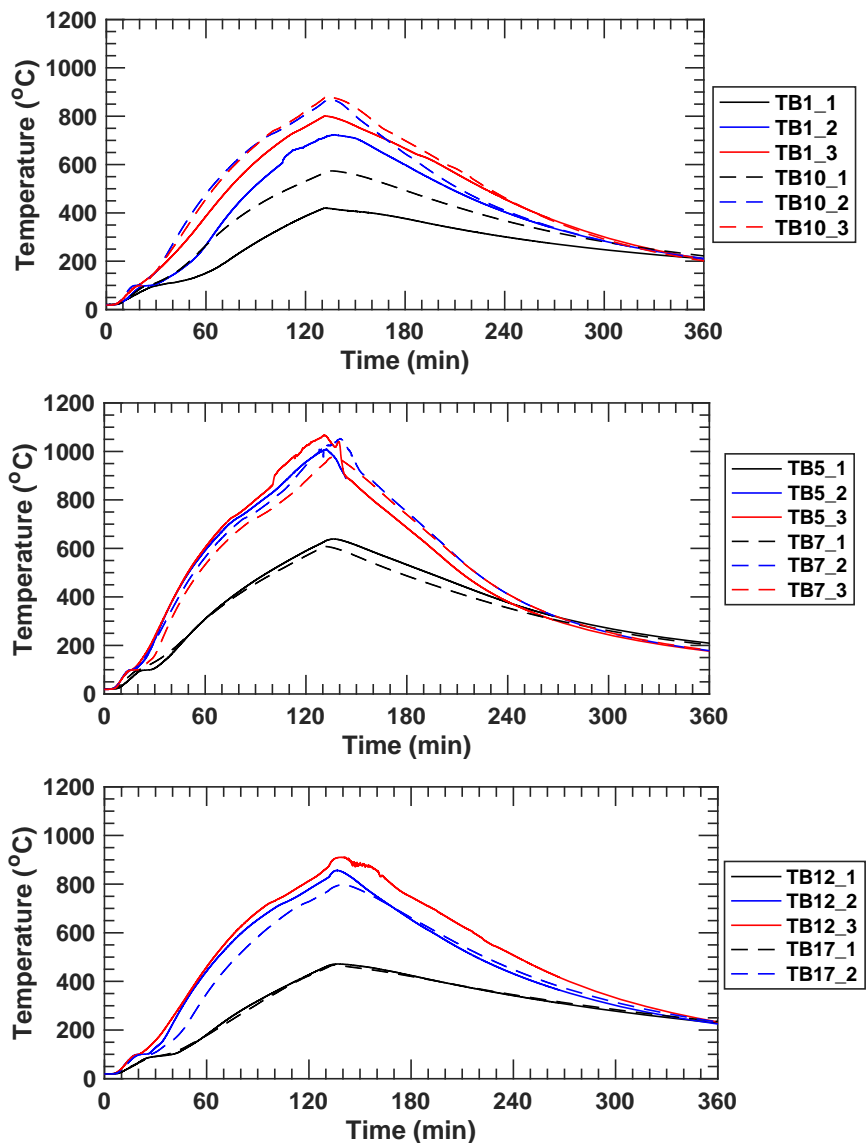 1200
1000
800
600
400
200
0
Temperature (°C)
0 60 120 180 240 300 360
Time (min)
TB1_1
TB1_2
TB1_3
TB10_1
TB10_2
TB10_3
1200
1000
800
600
400
200
0
Temperature (°C)
0 60 120 180 240 300 360
Time (min)
TB5_1
TB5_2
TB5_3
TB7_1
TB7_2
TB7_3
1200
1000
800
600
400
200
0
Temperature (°C)
0 60 120 180 240 300 360
Time (min)
TB12_1
TB12_2
TB12_3
TB17_1
TB17_2